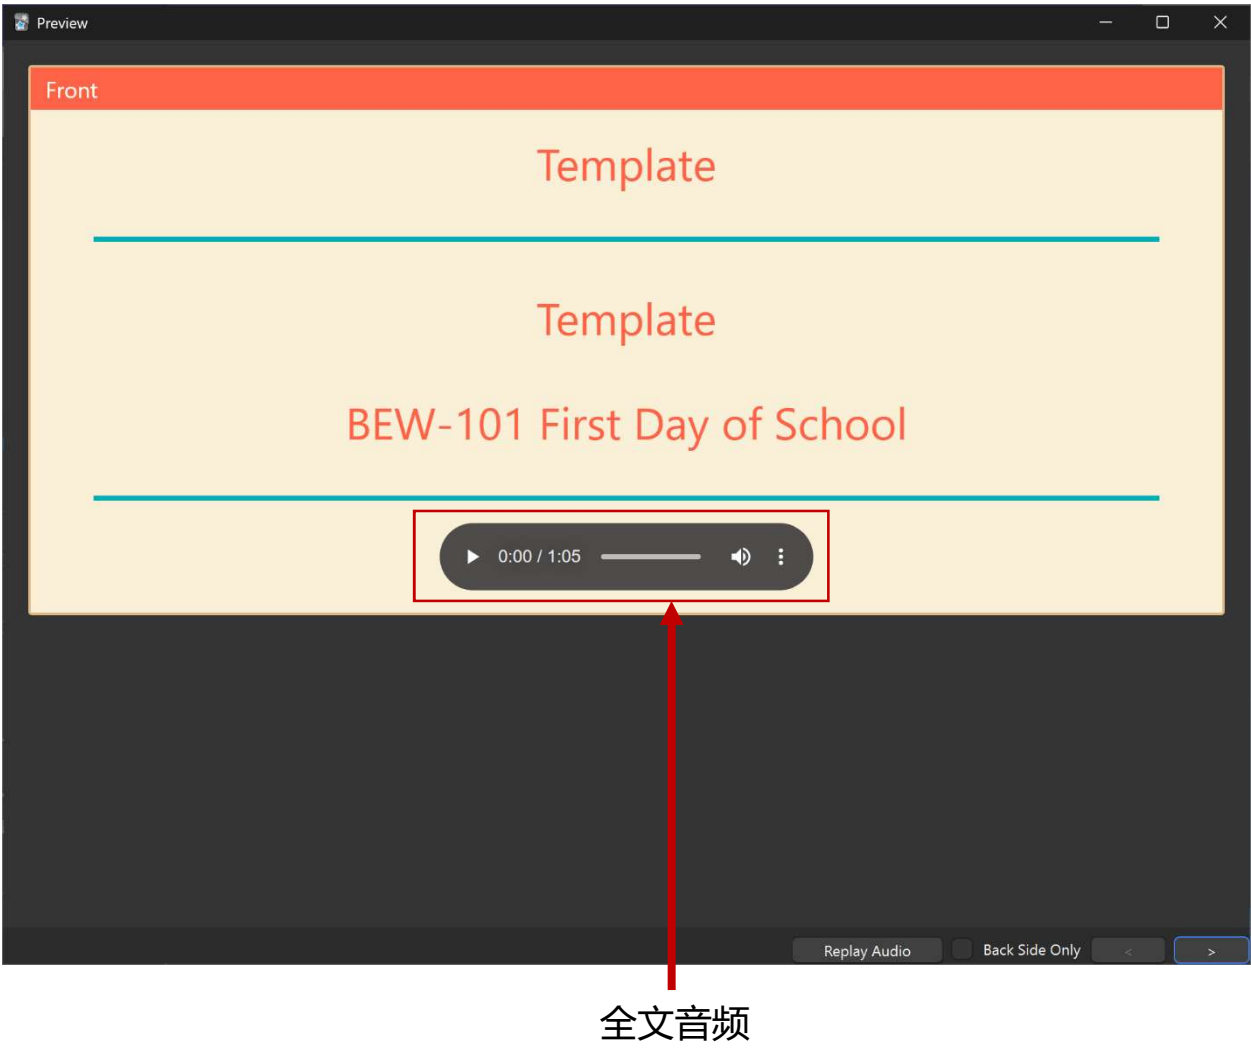 Preview
Front
Template
Template
BEW-101 First Day of School
0:00 / 1:05
Replay Audio Back Side Only < >
全文音频